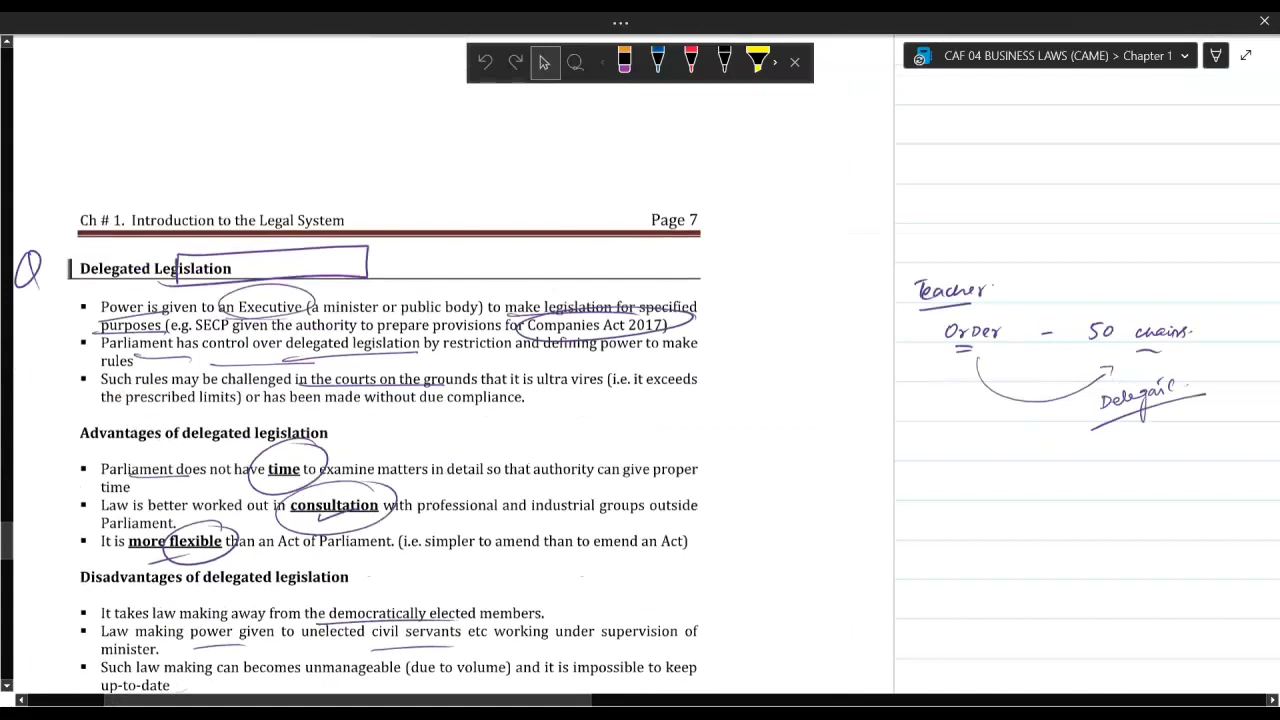 CAF 04 BUSINESS LAWS (CAME) > Chapter 1
Ch # 1. Introduction to the Legal System Page 7
Q
Delegated Legislation
▪ Power is given to an Executive (a minister or public body) to make legislation for specified
purposes (e.g. SECP given the authority to prepare provisions for Companies Act 2017)
▪ Parliament has control over delegated legislation by restriction and defining power to make
rules
▪ Such rules may be challenged in the courts on the grounds that it is ultra vires (i.e. it exceeds
the prescribed limits) or has been made without due compliance.
Advantages of delegated legislation
▪ Parliament does not have time to examine matters in detail so that authority can give proper
time
▪ Law is better worked out in consultation with professional and industrial groups outside
Parliament.
▪ It is more flexible than an Act of Parliament. (i.e. simpler to amend than to emend an Act)
Disadvantages of delegated legislation
▪ It takes law making away from the democratically elected members.
▪ Law making power given to unelected civil servants etc working under supervision of
minister.
▪ Such law making can becomes unmanageable (due to volume) and it is impossible to keep
up-to-date
Teacher
Order - 50 chairs.